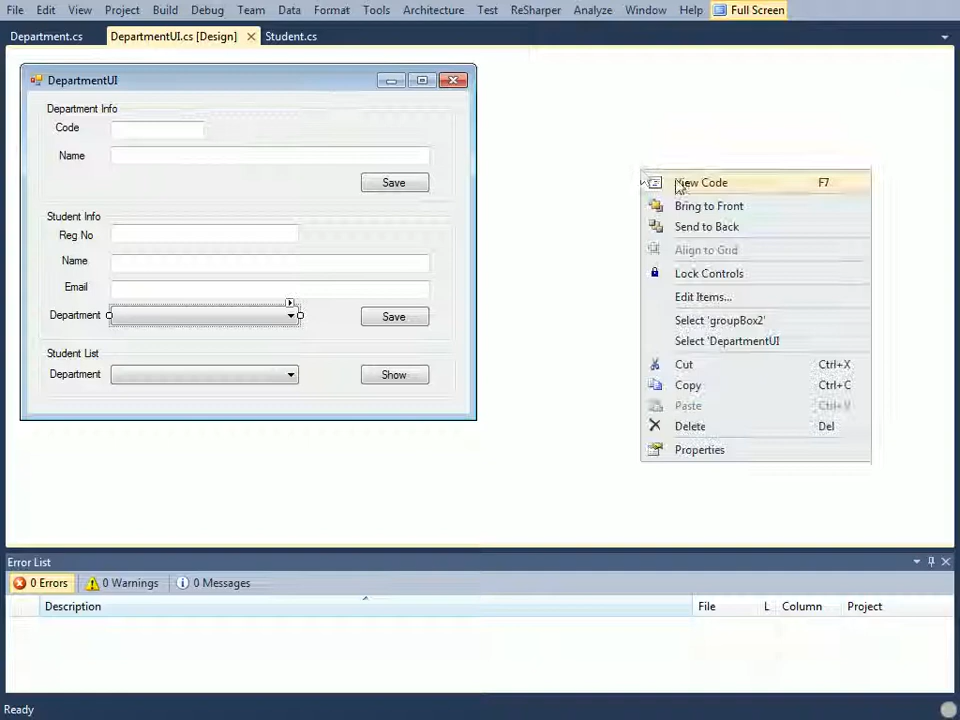 File Edit View Project Build Debug Team Data Format Tools Architecture Test ReSharper Analyze Window Help Full Screen
Department.cs DepartmentUI.cs [Design] Student.cs
DepartmentUI
Department Info
Code
Name
Save
Student Info
Reg No
Name
Email
Department
Save
Student List
Department
Show
View Code F7
Bring to Front
Send to Back
Align to Grid
Lock Controls
Edit Items...
Select 'groupBox2'
Select 'DepartmentUI
Cut Ctrl+X
Copy Ctrl+C
Paste Ctrl+V
Delete Del
Properties
Error List
0 Errors 0 Warnings 0 Messages
Description File L Column Project
Ready